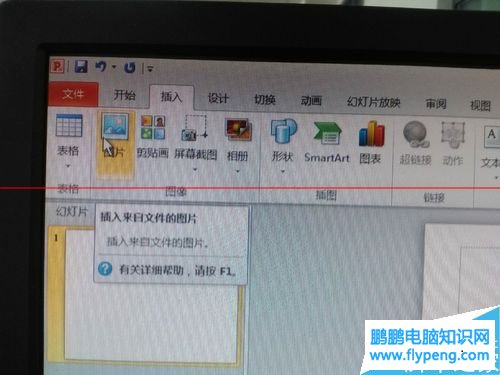 文件 开始 插入 设计 切换 动画 幻灯片放映 审阅 视图
表格 图片 剪贴画 屏幕截图 相册 形状 SmartArt 图表 超链接 动作 文本
表格 图像 插图 链接
幻灯片
插入来自文件的图片
1
插入来自文件的图片。
有关详细帮助，请按 F1。
鹏鹏电脑知识网
www.flypeng.com